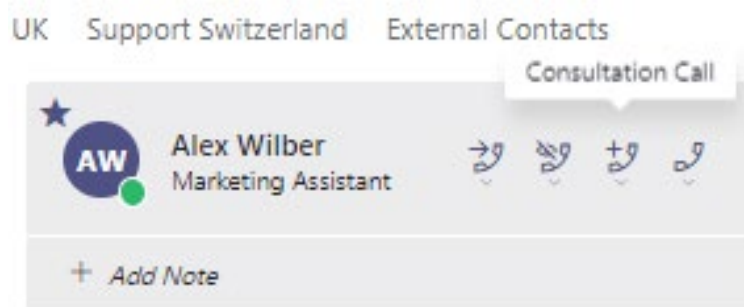 UK Support Switzerland External Contacts
Consultation Call
AW
Alex Wilber
Marketing Assistant
+ Add Note